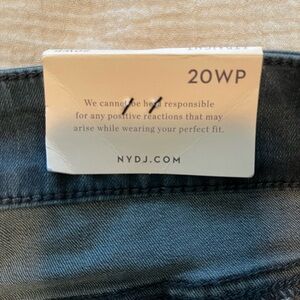 20WP
We cannot be held responsible
for any positive reactions that may
arise while wearing your perfect fit.
NYDJ.COM